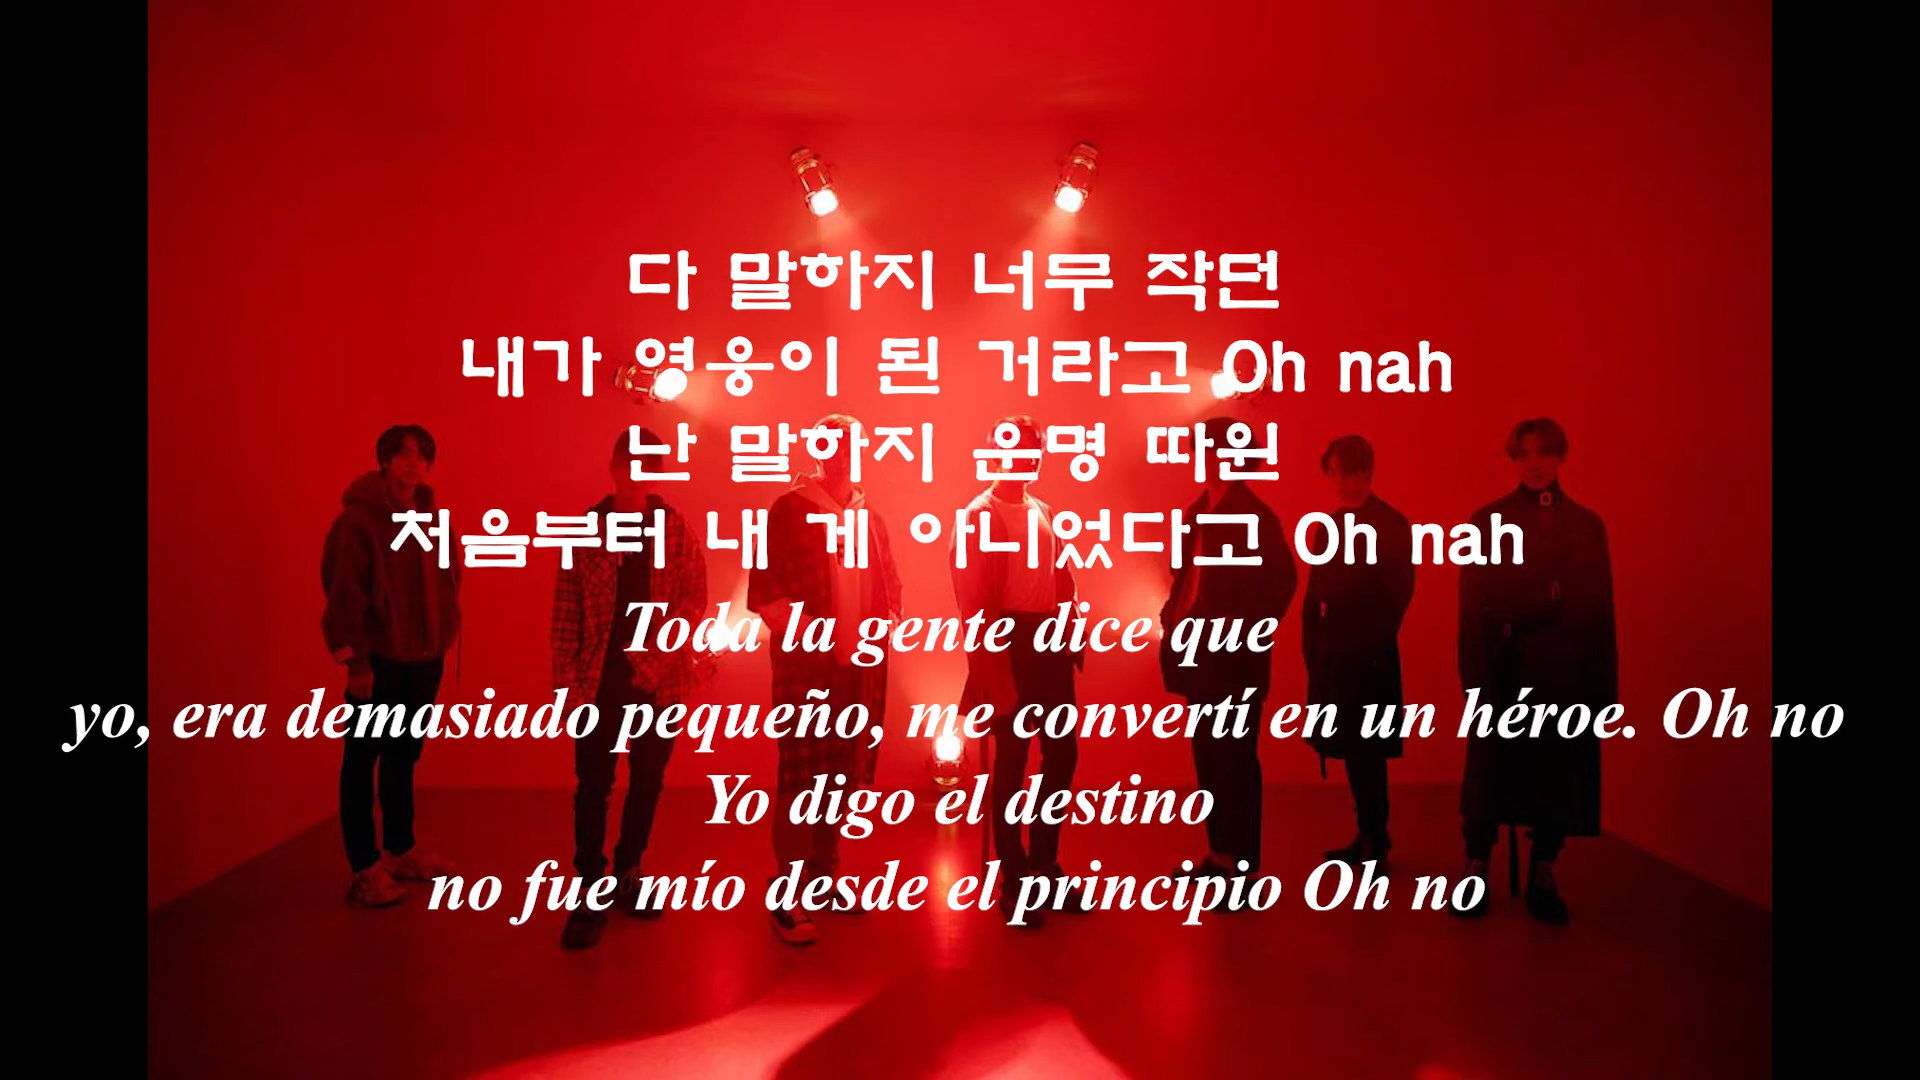 다 말하지 너무 작던
내가 영웅이 된 거라고 Oh nah
난 말하지 운명 따윈
처음부터 내 게 아니었다고 Oh nah
Toda la gente dice que
yo, era demasiado pequeño, me convertí en un héroe. Oh no
Yo digo el destino
no fue mío desde el principio Oh no